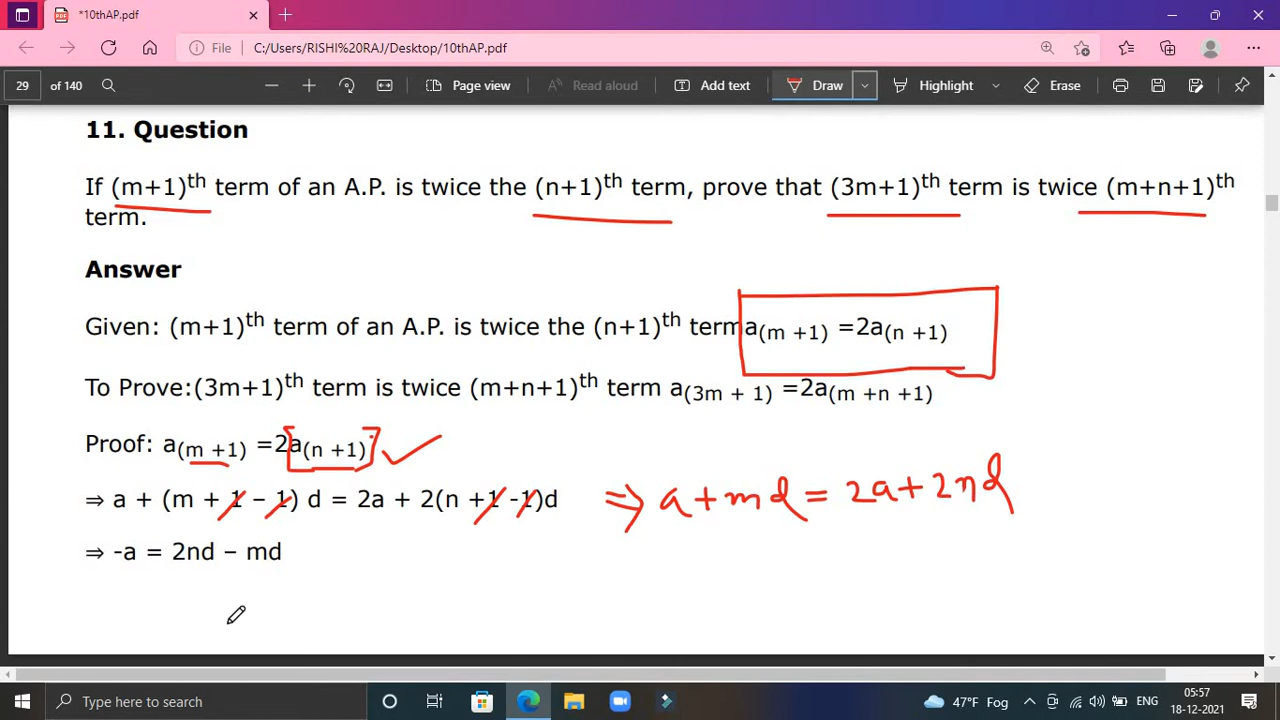 *10thAP.pdf
File C:/Users/RISHI%20RAJ/Desktop/10thAP.pdf
29 of 140 Page view Read aloud Add text Draw Highlight Erase
11. Question
If (m+1)th term of an A.P. is twice the (n+1)th term, prove that (3m+1)th term is twice (m+n+1)th
term.
Answer
Given: (m+1)th term of an A.P. is twice the (n+1)th term a(m +1) =2a(n +1)
To Prove:(3m+1)th term is twice (m+n+1)th term a(3m + 1) =2a(m +n +1)
Proof: a(m +1) =2a(n +1)
⇒ a + (m + 1 – 1) d = 2a + 2(n +1 -1)d ⇒ a + md = 2a + 2nd
⇒ -a = 2nd – md
Type here to search 47°F Fog ENG 05:57
18-12-2021